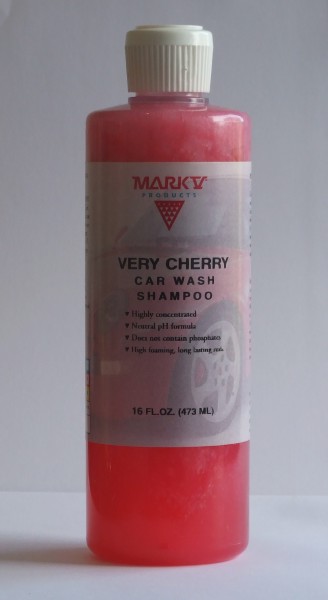 MARK V
PRODUCTS
VERY CHERRY
CAR WASH
SHAMPOO
Highly concentrated
Neutral pH formula
Does not contain phosphates
High foaming, long lasting suds
16 FL.OZ. (473 ML)